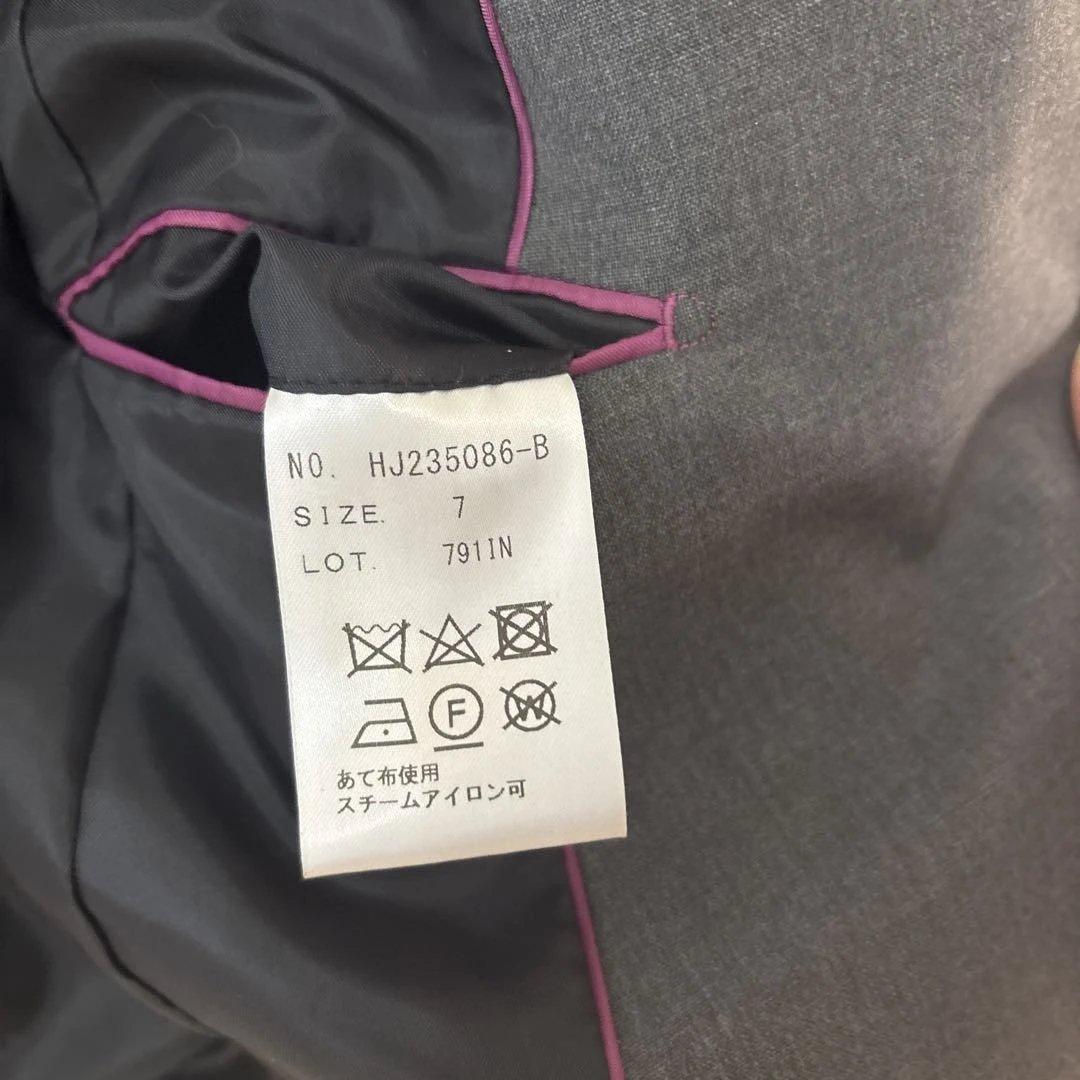 NO. HJ235086-B
SIZE. 7
LOT. 791IN
F W
あて布使用
スチームアイロン可